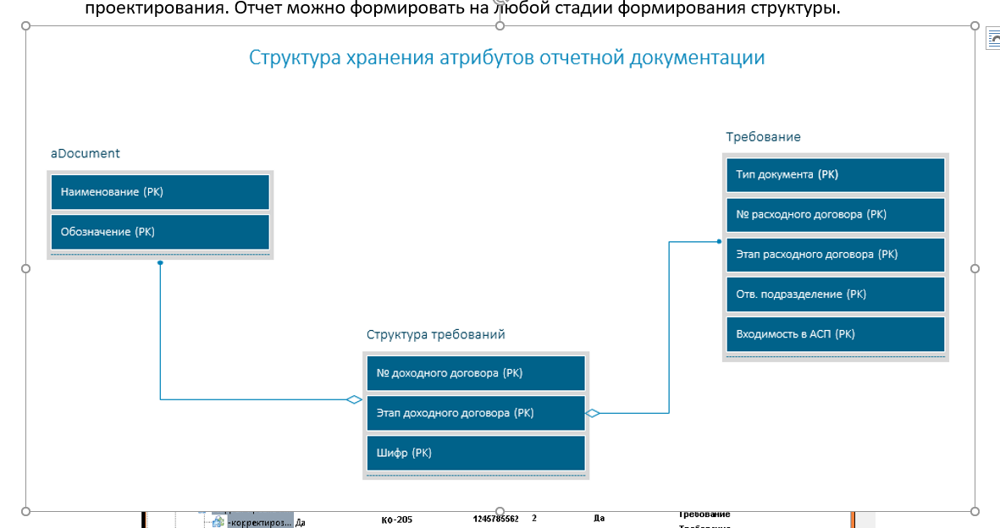 проектирования. Отчет можно формировать на любой стадии формирования структуры.
Структура хранения атрибутов отчетной документации
aDocument
Наименование (PK)
Обозначение (PK)
Требование
Тип документа (PK)
№ расходного договора (PK)
Этап расходного договора (PK)
Отв. подразделение (PK)
Входимость в АСП (PK)
Структура требований
№ доходного договора (PK)
Этап доходного договора (PK)
Шифр (PK)
Требование
-корректироз... Да КО-205 1245785562 2 Да